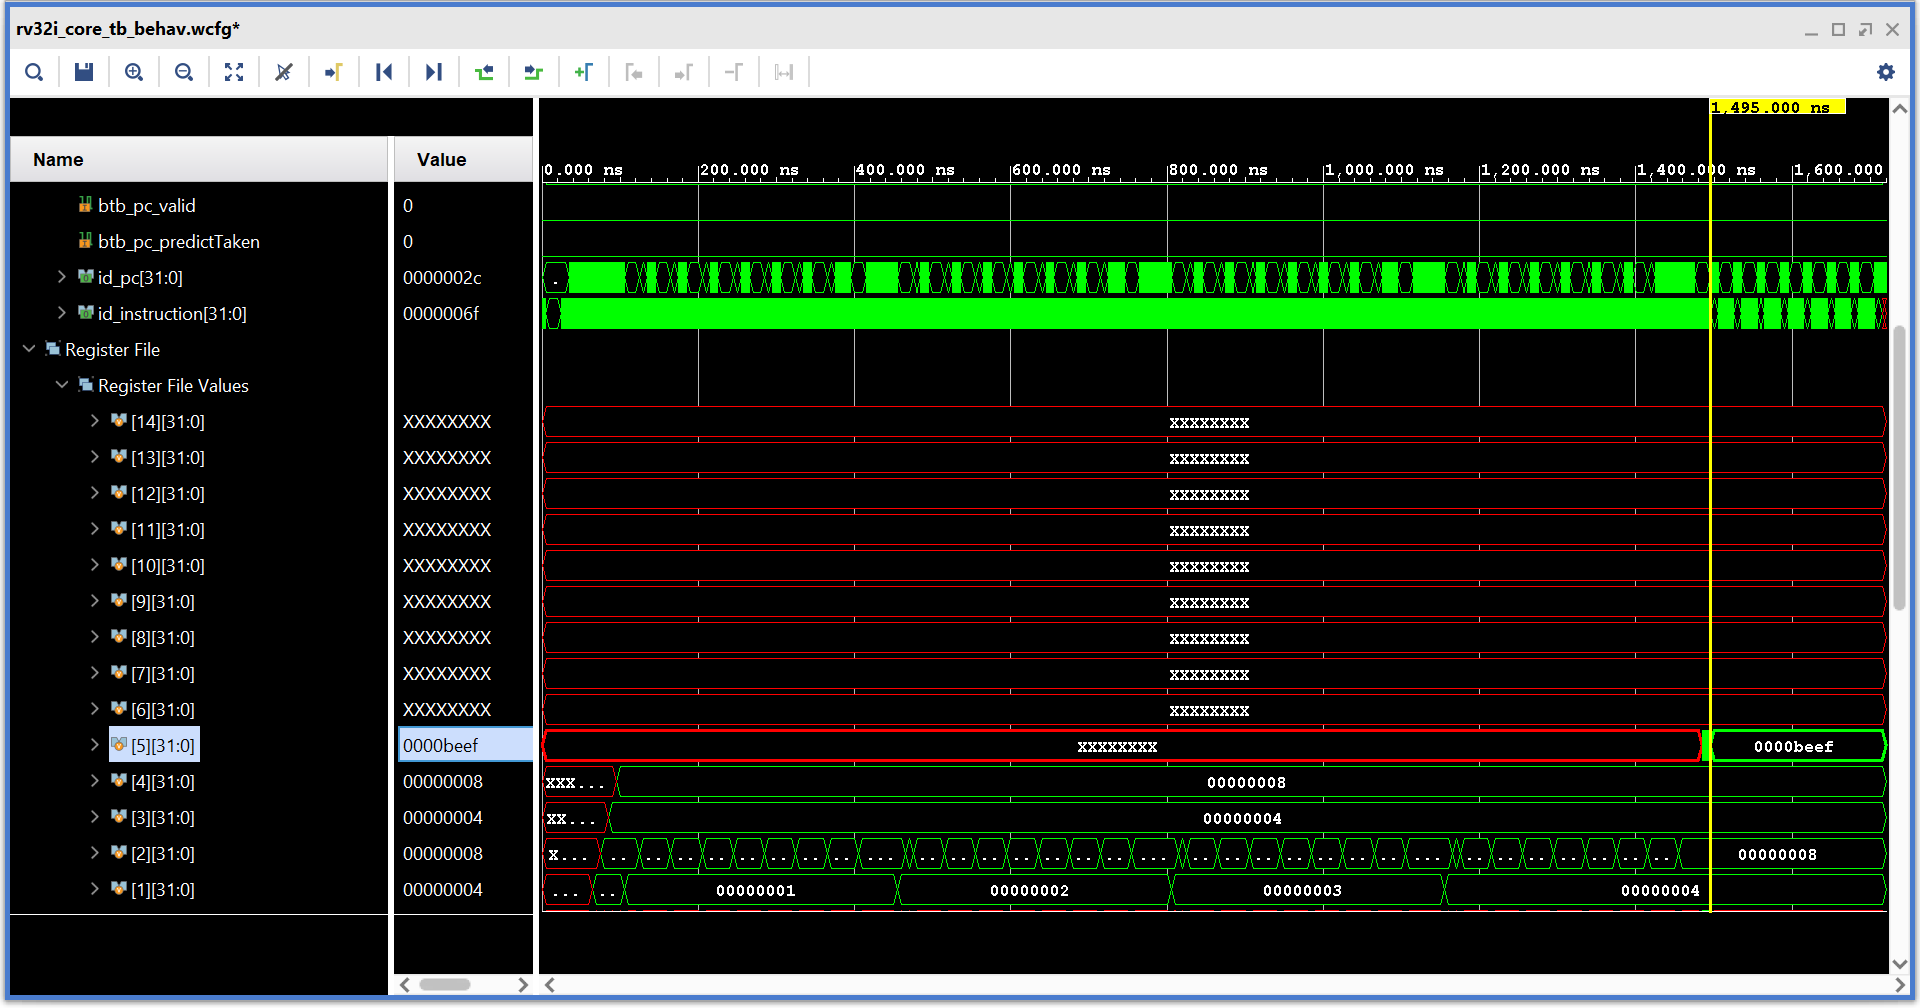 rv32i_core_tb_behav.wcfg*
1,495.000 ns
Name Value
0.000 ns 200.000 ns 400.000 ns 600.000 ns 800.000 ns 1,000.000 ns 1,200.000 ns 1,400.000 ns 1,600.000
btb_pc_valid 0
btb_pc_predictTaken 0
id_pc[31:0] 0000002c .
id_instruction[31:0] 0000006f
Register File
Register File Values
[14][31:0] XXXXXXXX XXXXXXXX
[13][31:0] XXXXXXXX XXXXXXXX
[12][31:0] XXXXXXXX XXXXXXXX
[11][31:0] XXXXXXXX XXXXXXXX
[10][31:0] XXXXXXXX XXXXXXXX
[9][31:0] XXXXXXXX XXXXXXXX
[8][31:0] XXXXXXXX XXXXXXXX
[7][31:0] XXXXXXXX XXXXXXXX
[6][31:0] XXXXXXXX XXXXXXXX
[5][31:0] 0000beef XXXXXXXX 0000beef
[4][31:0] 00000008 XXX... 00000008
[3][31:0] 00000004 XX... 00000004
[2][31:0] 00000008 X... .. .. .. .. .. .. .. .. ... .. .. .. .. .. .. .. ... .. .. .. .. .. .. .. ... .. .. .. .. .. .. 00000008
[1][31:0] 00000004 ... .. 00000001 00000002 00000003 00000004